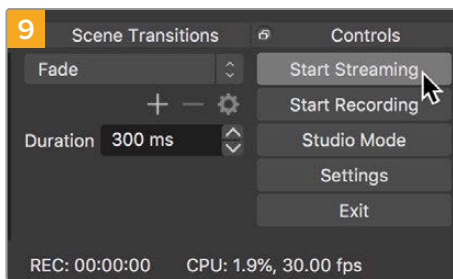 9
Scene Transitions
Controls
Fade
Start Streaming
Start Recording
Duration 300 ms
Studio Mode
Settings
Exit
REC: 00:00:00 CPU: 1.9%, 30.00 fps